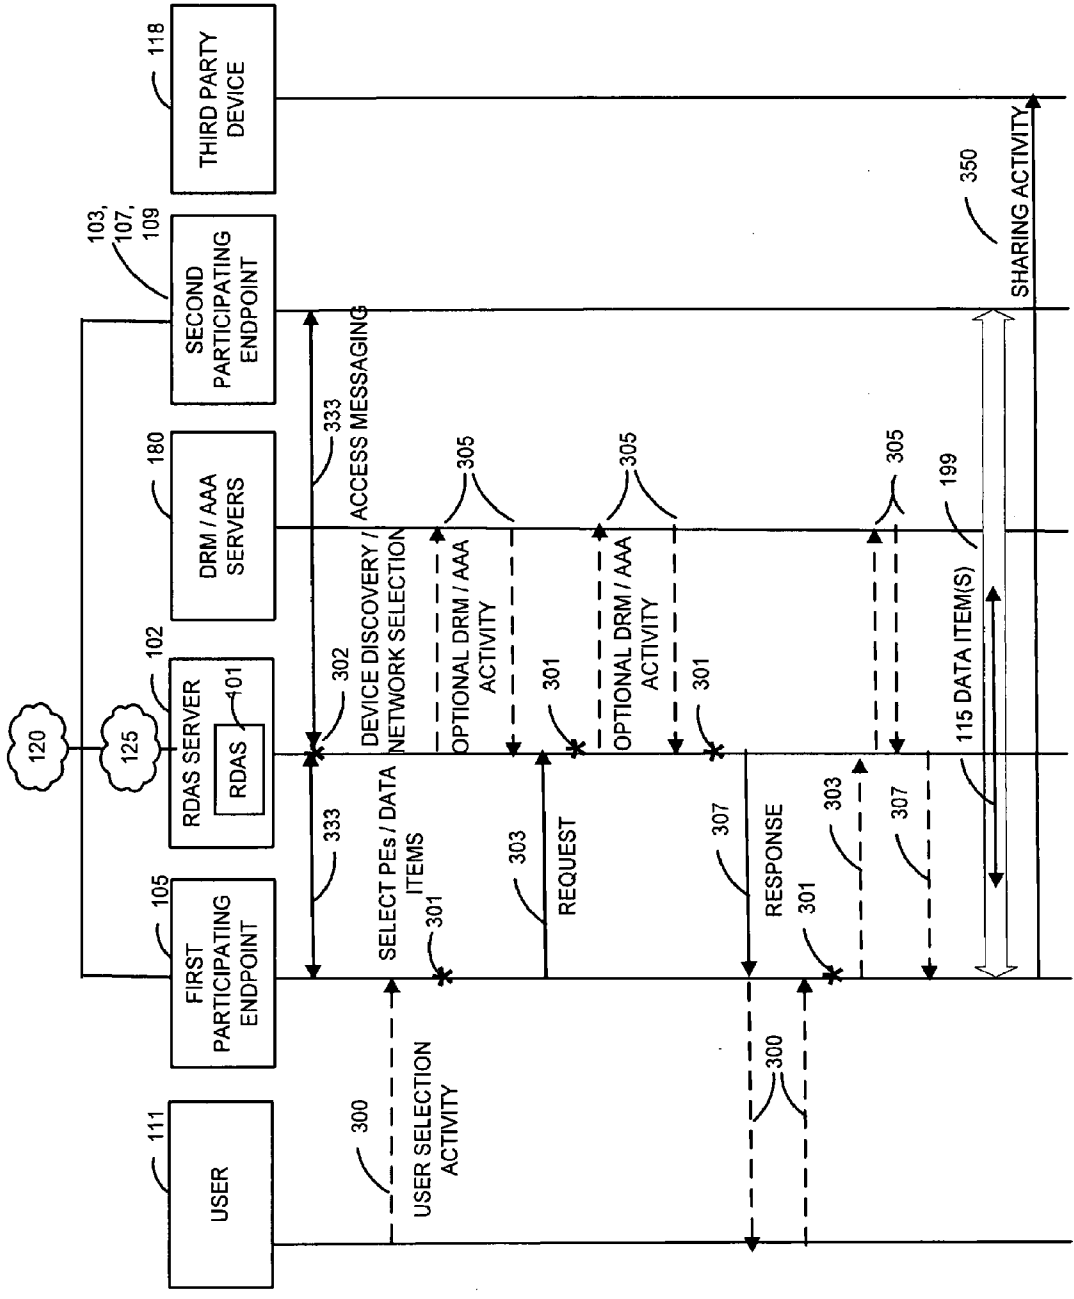 111
USER
105
FIRST
PARTICIPATING
ENDPOINT
120
125
102
RDAS SERVER
101
RDAS
180
DRM / AAA
SERVERS
103,
107,
109
SECOND
PARTICIPATING
ENDPOINT
118
THIRD PARTY
DEVICE
333
333
302
DEVICE DISCOVERY / ACCESS MESSAGING
NETWORK SELECTION
300
USER SELECTION
ACTIVITY
SELECT PEs / DATA
ITEMS
301
305
OPTIONAL DRM / AAA
ACTIVITY
303
REQUEST
301
305
OPTIONAL DRM / AAA
ACTIVITY
301
307
RESPONSE
300
301
303
305
307
199
115 DATA ITEM(S)
350
SHARING ACTIVITY